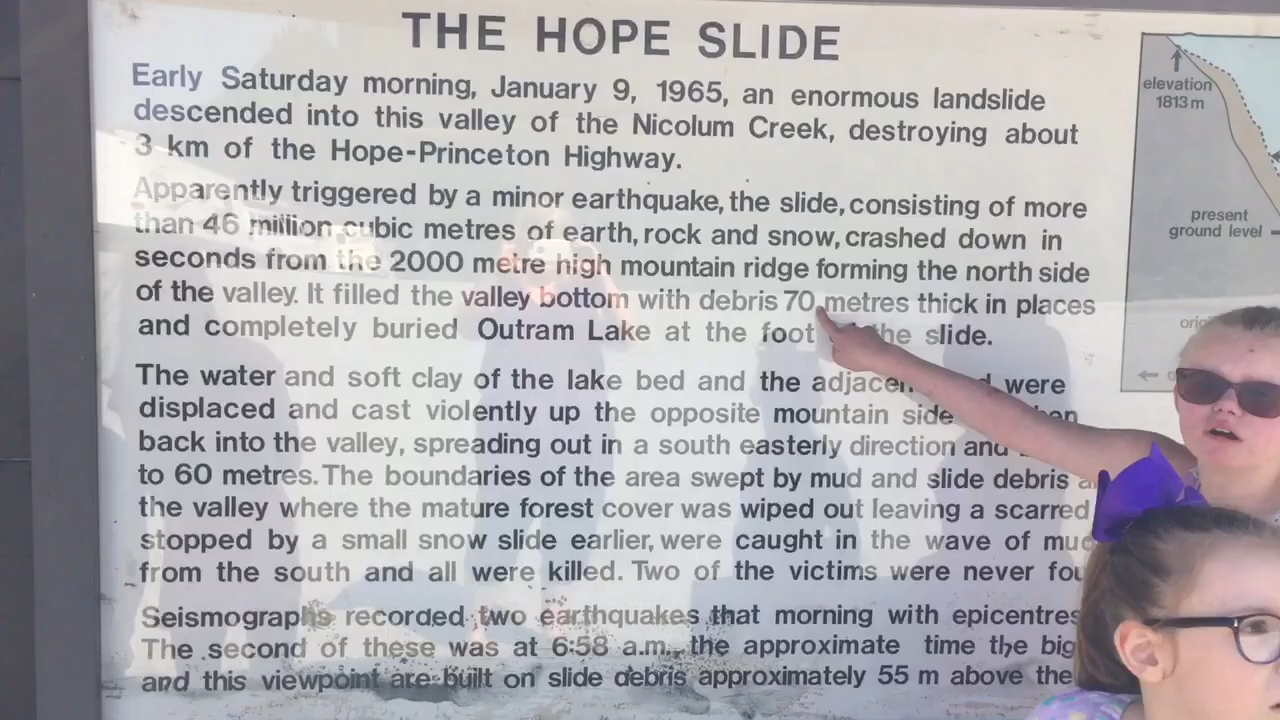 THE HOPE SLIDE
Early Saturday morning, January 9, 1965, an enormous landslide
descended into this valley of the Nicolum Creek, destroying about
3 km of the Hope-Princeton Highway.
Apparently triggered by a minor earthquake, the slide, consisting of more
than 46 million cubic metres of earth, rock and snow, crashed down in
seconds from the 2000 metre high mountain ridge forming the north side
of the valley. It filled the valley bottom with debris 70 metres thick in places
and completely buried Outram Lake at the foot the slide.
The water and soft clay of the lake bed and the were
displaced and cast violently up the opposite mountain side
back into the valley, spreading out in a south easterly direction and
to 60 metres. The boundaries of the area swept by mud and slide debris
the valley where the mature forest cover was wiped out leaving a scarred
stopped by a small snow slide earlier, were caught in the wave of
from the south and all were killed. Two of the victims were never
Seismographs recorded two earthquakes that morning with epicentres
The second of these was at 6:58 a.m., the approximate time the big
and this viewpoint are built on slide debris approximately 55 m above the
elevation
1813 m
present
ground level